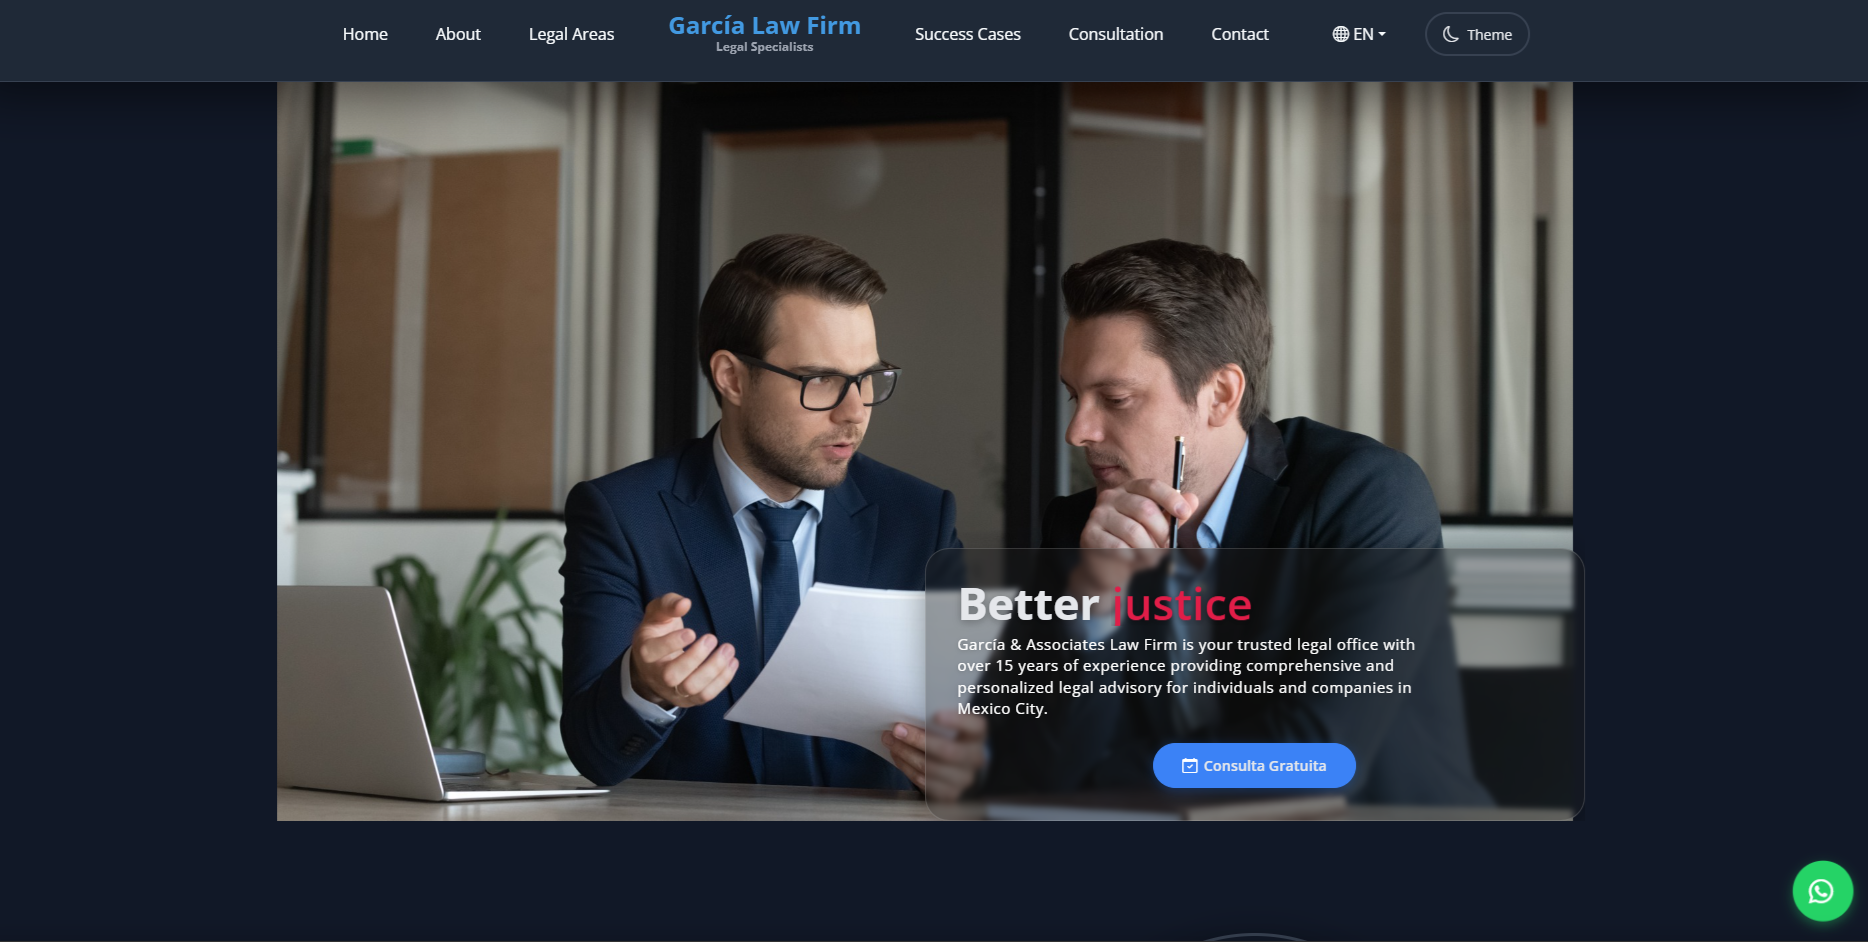 Home
About
Legal Areas
García Law Firm
Legal Specialists
Success Cases
Consultation
Contact
EN
Theme
Better justice
García & Associates Law Firm is your trusted legal office with
over 15 years of experience providing comprehensive and
personalized legal advisory for individuals and companies in
Mexico City.
Consulta Gratuita